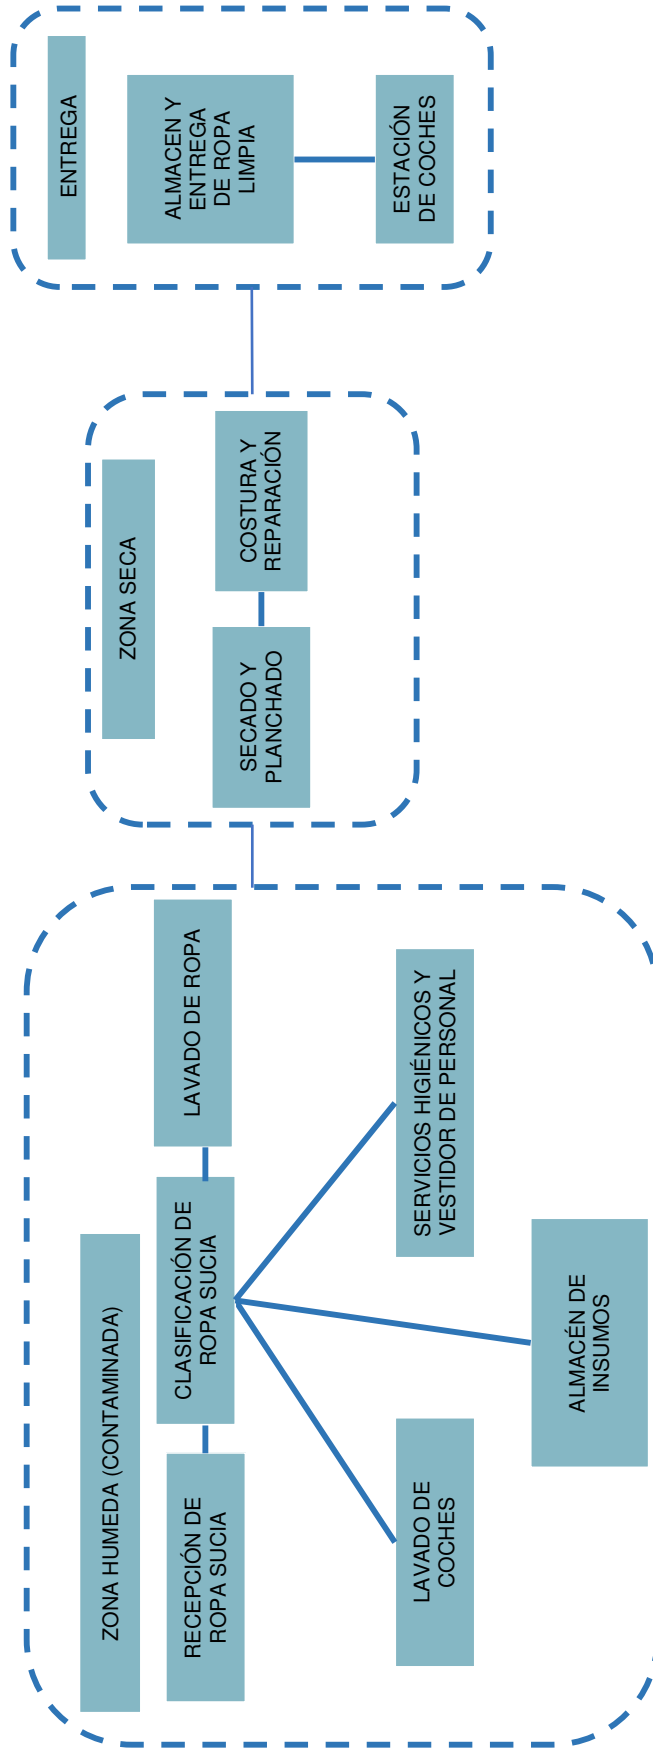 ZONA HUMEDA (CONTAMINADA)
RECEPCIÓN DE
ROPA SUCIA
CLASIFICACIÓN DE
ROPA SUCIA
LAVADO DE ROPA
LAVADO DE
COCHES
SERVICIOS HIGIÉNICOS Y
VESTIDOR DE PERSONAL
ALMACÉN DE
INSUMOS
ZONA SECA
SECADO Y
PLANCHADO
COSTURA Y
REPARACIÓN
ENTREGA
ALMACEN Y
ENTREGA
DE ROPA
LIMPIA
ESTACIÓN
DE COCHES